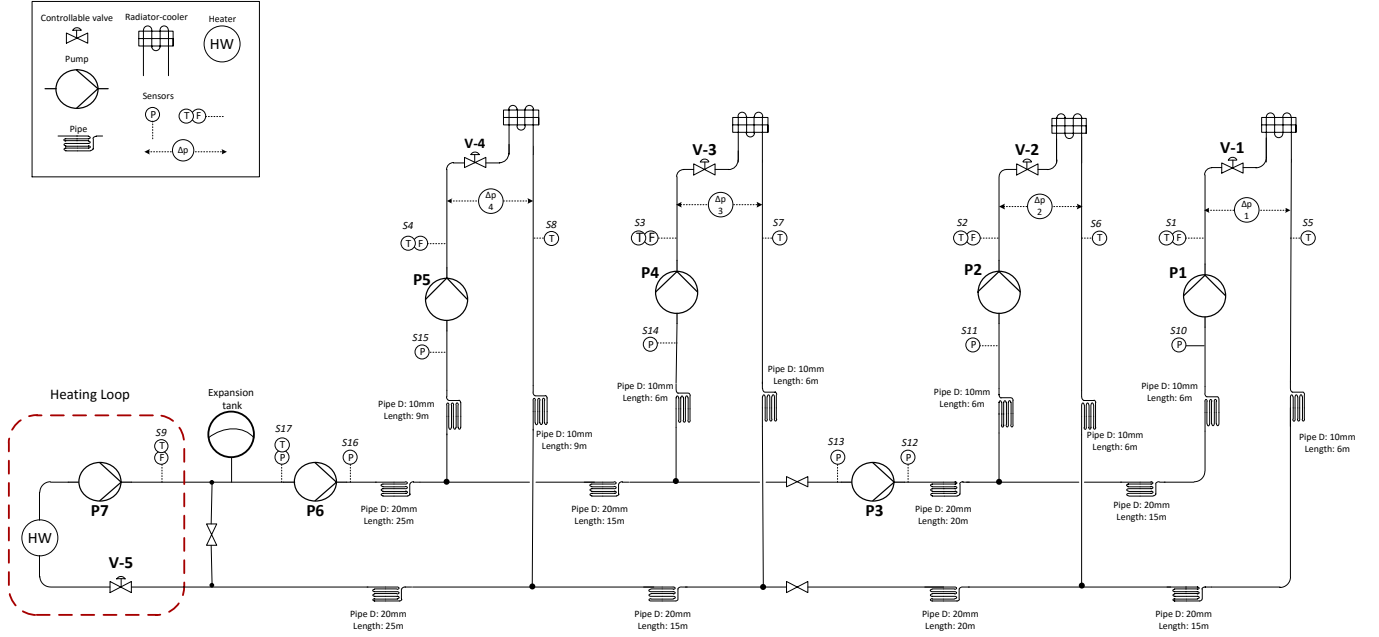 Controllable valve
Radiator-cooler
Heater
HW
Pump
Sensors
P
T F
Pipe
Δp
V-4
V-3
V-2
V-1
Δp
4
Δp
3
Δp
2
Δp
1
S4
T F
S8
T
S3
T F
S7
T
S2
T F
S6
T
S1
T F
S5
T
P5
P4
P2
P1
S15
P
S14
P
S11
P
S10
P
Pipe D: 10mm
Length: 9m
Pipe D: 10mm
Length: 9m
Pipe D: 10mm
Length: 6m
Pipe D: 10mm
Length: 6m
Pipe D: 10mm
Length: 6m
Pipe D: 10mm
Length: 6m
Pipe D: 10mm
Length: 6m
Pipe D: 10mm
Length: 6m
Heating Loop
Expansion
tank
S9
T
F
S17
T
P
S16
P
S13
P
S12
P
P7
P6
P3
Pipe D: 20mm
Length: 25m
Pipe D: 20mm
Length: 15m
Pipe D: 20mm
Length: 20m
Pipe D: 20mm
Length: 15m
HW
V-5
Pipe D: 20mm
Length: 25m
Pipe D: 20mm
Length: 15m
Pipe D: 20mm
Length: 20m
Pipe D: 20mm
Length: 15m